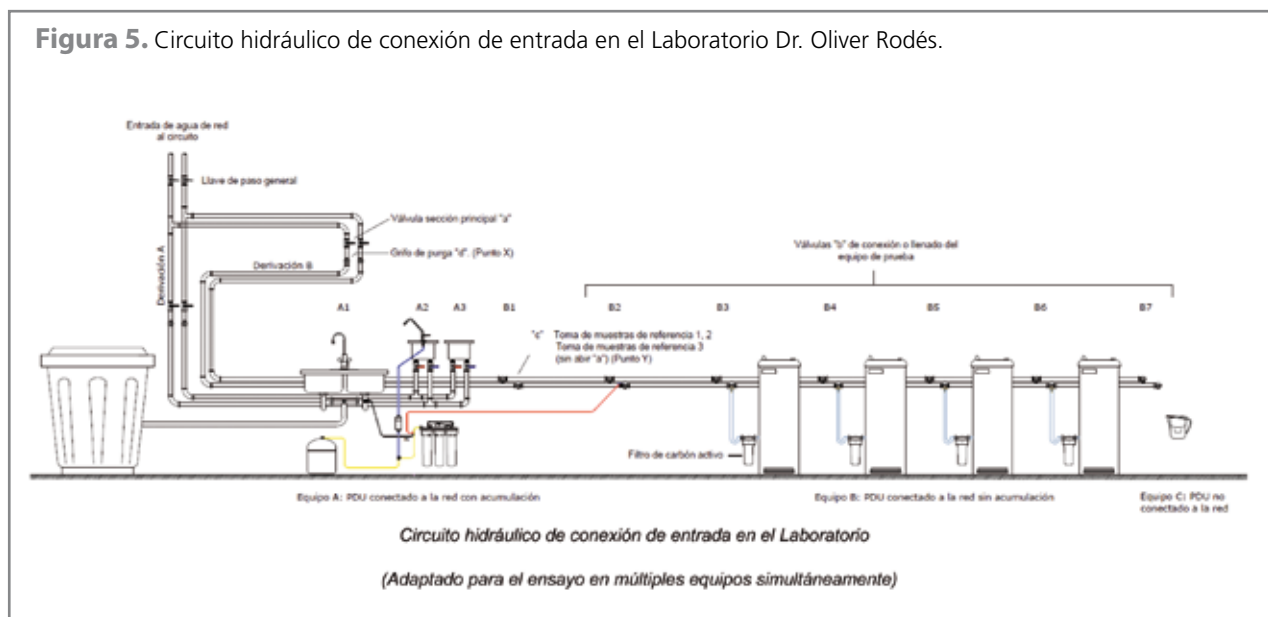 Figura 5. Circuito hidráulico de conexión de entrada en el Laboratorio Dr. Oliver Rodés.
Entrada de agua de red
al circuito
Llave de paso general
Válvula sección principal "a"
Grifo de purga "d". (Punto X)
Derivación A
Derivación B
Válvulas "b" de conexión o llenado del
equipo de prueba
A1
A2
A3
B1
B2
B3
B4
B5
B6
B7
"c" Toma de muestras de referencia 1, 2
Toma de muestras de referencia 3
(sin abir "a") (Punto Y)
Filtro de carbón activo
Equipo A: PDU conectado a la red con acumulación
Equipo B: PDU conectado a la red sin acumulación
Equipo C: PDU no
conectado a la red
Circuito hidráulico de conexión de entrada en el Laboratorio
(Adaptado para el ensayo en múltiples equipos simultáneamente)